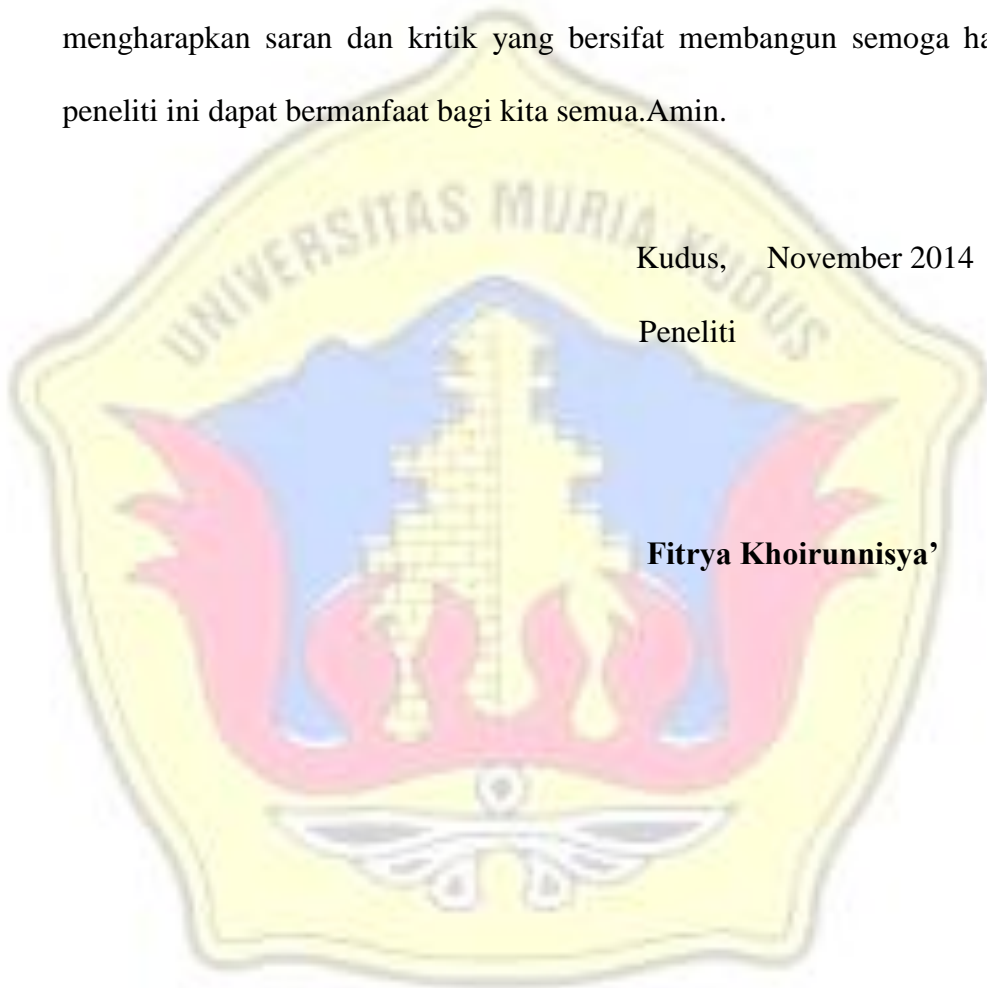 mengharapkan saran dan kritik yang bersifat membangun semoga ha
peneliti ini dapat bermanfaat bagi kita semua.Amin.
UNIVERSITAS MURIA KUDUS
Kudus, November 2014
Peneliti
Fitrya Khoirunnisya’